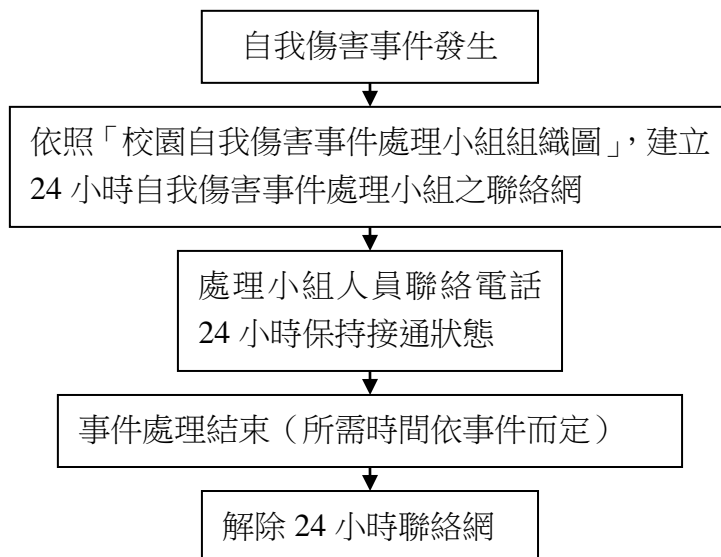 自我傷害事件發生
依照「校園自我傷害事件處理小組組織圖」，建立
24 小時自我傷害事件處理小組之聯絡網
處理小組人員聯絡電話
24 小時保持接通狀態
事件處理結束（所需時間依事件而定）
解除 24 小時聯絡網